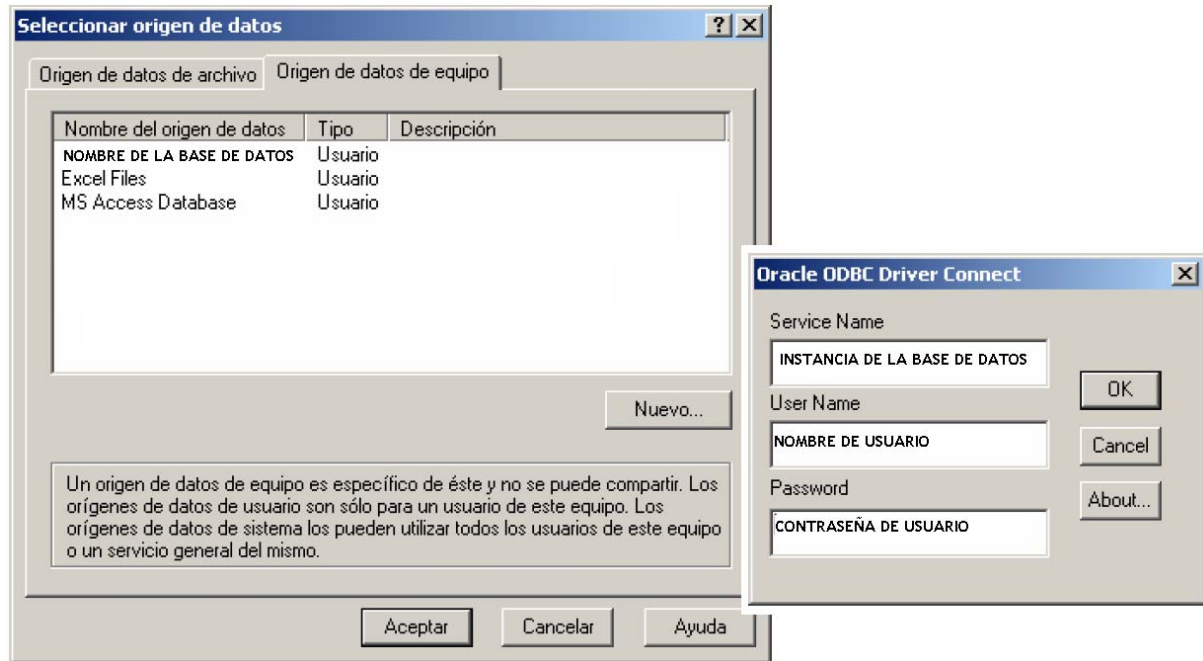 Seleccionar origen de datos
Origen de datos de archivo
Origen de datos de equipo
Nombre del origen de datos Tipo Descripción
NOMBRE DE LA BASE DE DATOS Usuario
Excel Files Usuario
MS Access Database Usuario
Nuevo...
Un origen de datos de equipo es específico de éste y no se puede compartir. Los
orígenes de datos de usuario son sólo para un usuario de este equipo. Los
orígenes de datos de sistema los pueden utilizar todos los usuarios de este equipo
o un servicio general del mismo.
Aceptar Cancelar Ayuda
Oracle ODBC Driver Connect
Service Name
INSTANCIA DE LA BASE DE DATOS
OK
User Name
NOMBRE DE USUARIO
Cancel
Password
About...
CONTRASEÑA DE USUARIO